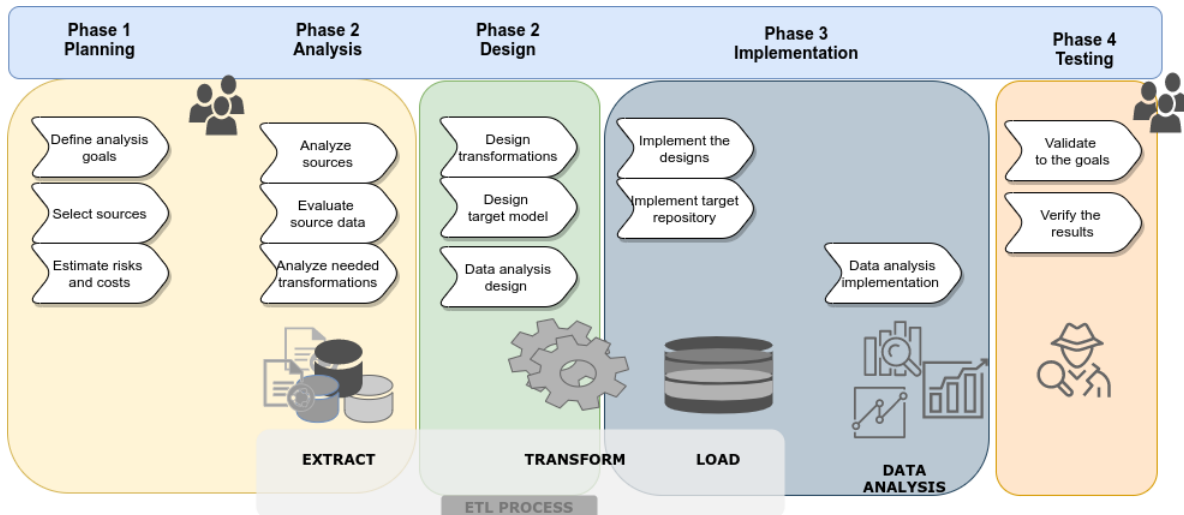 Phase 1
Planning
Phase 2
Analysis
Phase 2
Design
Phase 3
Implementation
Phase 4
Testing
Define analysis
goals
Select sources
Estimate risks
and costs
Analyze
sources
Evaluate
source data
Analyze needed
transformations
Design
transformations
Design
target model
Data analysis
design
Implement the
designs
Implement target
repository
Data analysis
implementation
Validate
to the goals
Verify the
results
EXTRACT
TRANSFORM
LOAD
DATA
ANALYSIS
ETL PROCESS